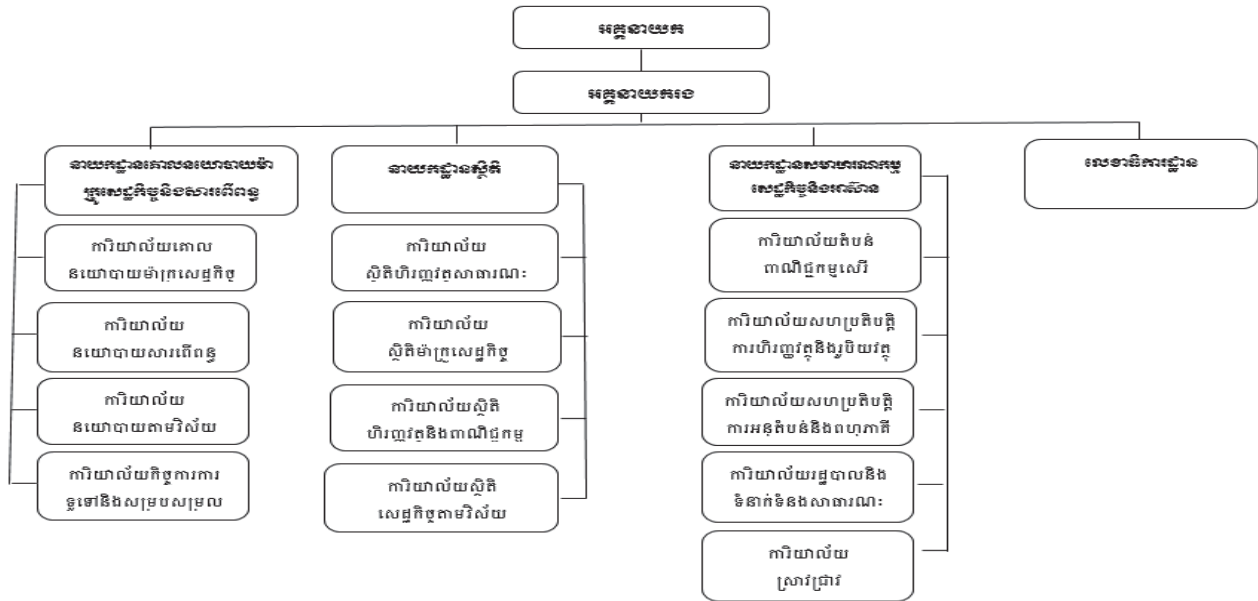 អគ្គនាយក
អគ្គនាយករង
នាយកដ្ឋានគោលនយោបាយម៉ា
ក្រូសេដ្ឋកិច្ចនិងសារពើពន្ធ
នាយកដ្ឋានស្ថិតិ
នាយកដ្ឋានសមាហរណកម្ម
សេដ្ឋកិច្ចនិងអាស៊ាន
លេខាធិការដ្ឋាន
ការិយាល័យគោល
នយោបាយម៉ាក្រូសេដ្ឋកិច្ច
ការិយាល័យ
នយោបាយសារពើពន្ធ
ការិយាល័យ
នយោបាយតាមវិស័យ
ការិយាល័យកិច្ចការការ
ទូទៅនិងសម្របសម្រួល
ការិយាល័យ
ស្ថិតិហិរញ្ញវត្ថុសាធារណៈ
ការិយាល័យ
ស្ថិតិម៉ាក្រូសេដ្ឋកិច្ច
ការិយាល័យស្ថិតិ
ហិរញ្ញវត្ថុនិងពាណិជ្ជកម្ម
ការិយាល័យស្ថិតិ
សេដ្ឋកិច្ចតាមវិស័យ
ការិយាល័យតំបន់
ពាណិជ្ជកម្មសេរី
ការិយាល័យសហប្រតិបត្តិ
ការហិរញ្ញវត្ថុនិងរូបិយវត្ថុ
ការិយាល័យសហប្រតិបត្តិ
ការអនុតំបន់និងពហុភាគី
ការិយាល័យរដ្ឋបាលនិង
ទំនាក់ទំនងសាធារណៈ
ការិយាល័យ
ស្រាវជ្រាវ